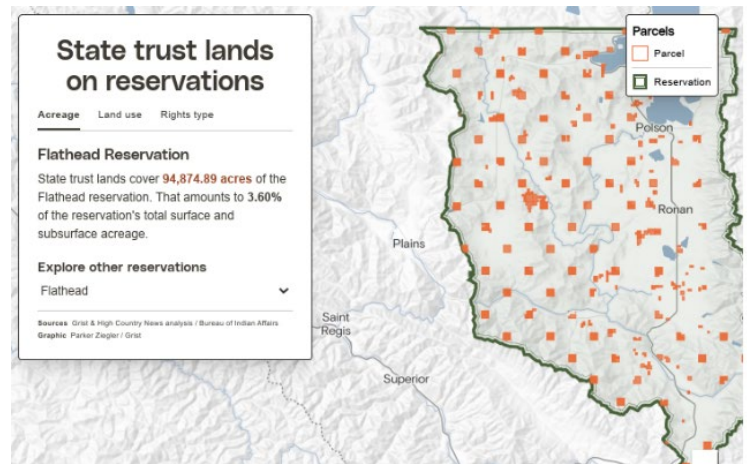 State trust lands
on reservations
Acreage Land use Rights type
Flathead Reservation
State trust lands cover 94,874.89 acres of the
Flathead reservation. That amounts to 3.60%
of the reservation's total surface and
subsurface acreage.
Explore other reservations
Flathead
Sources Grist & High Country News analysis / Bureau of Indian Affairs
Graphic Parker Ziegler / Grist
Parcels
Parcel
Reservation
Polson
Ronan
Plains
Saint
Regis
Superior